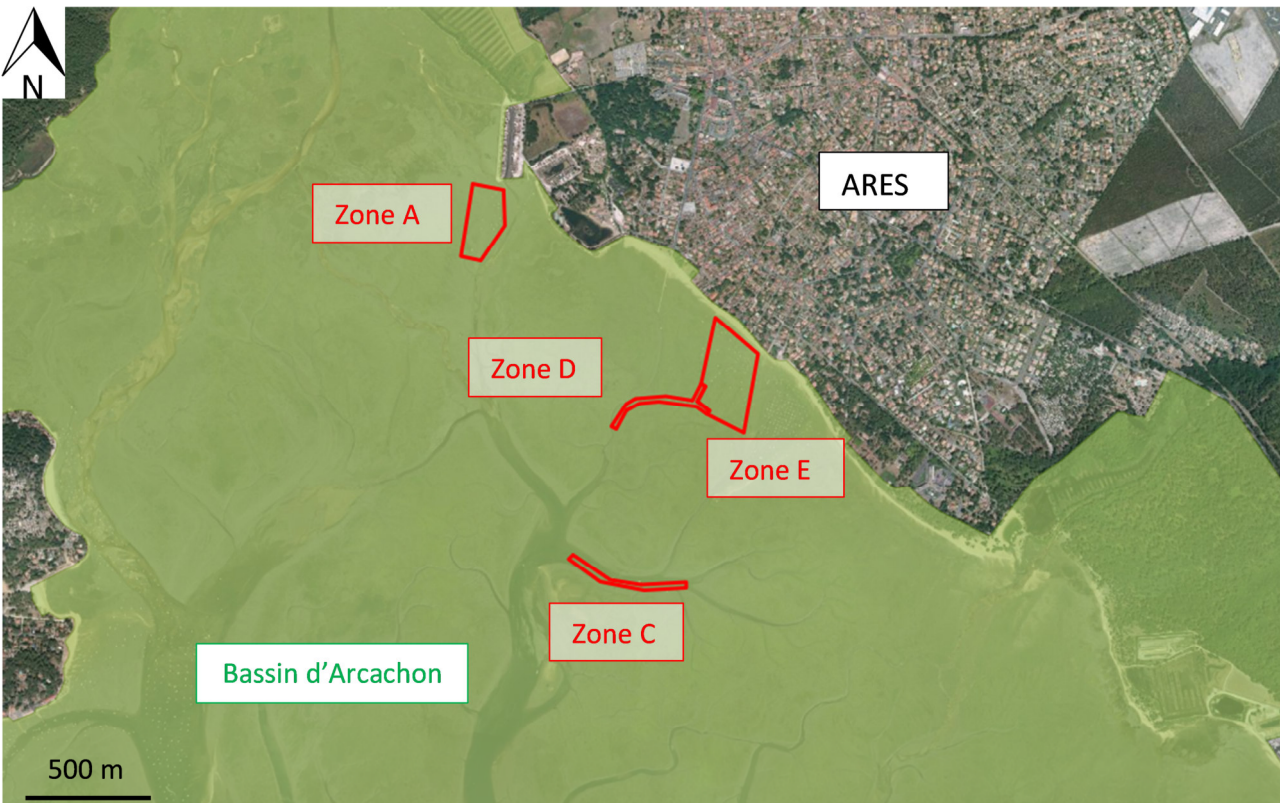 N
ARES
Zone A
Zone D
Zone E
Zone C
Bassin d’Arcachon
500 m